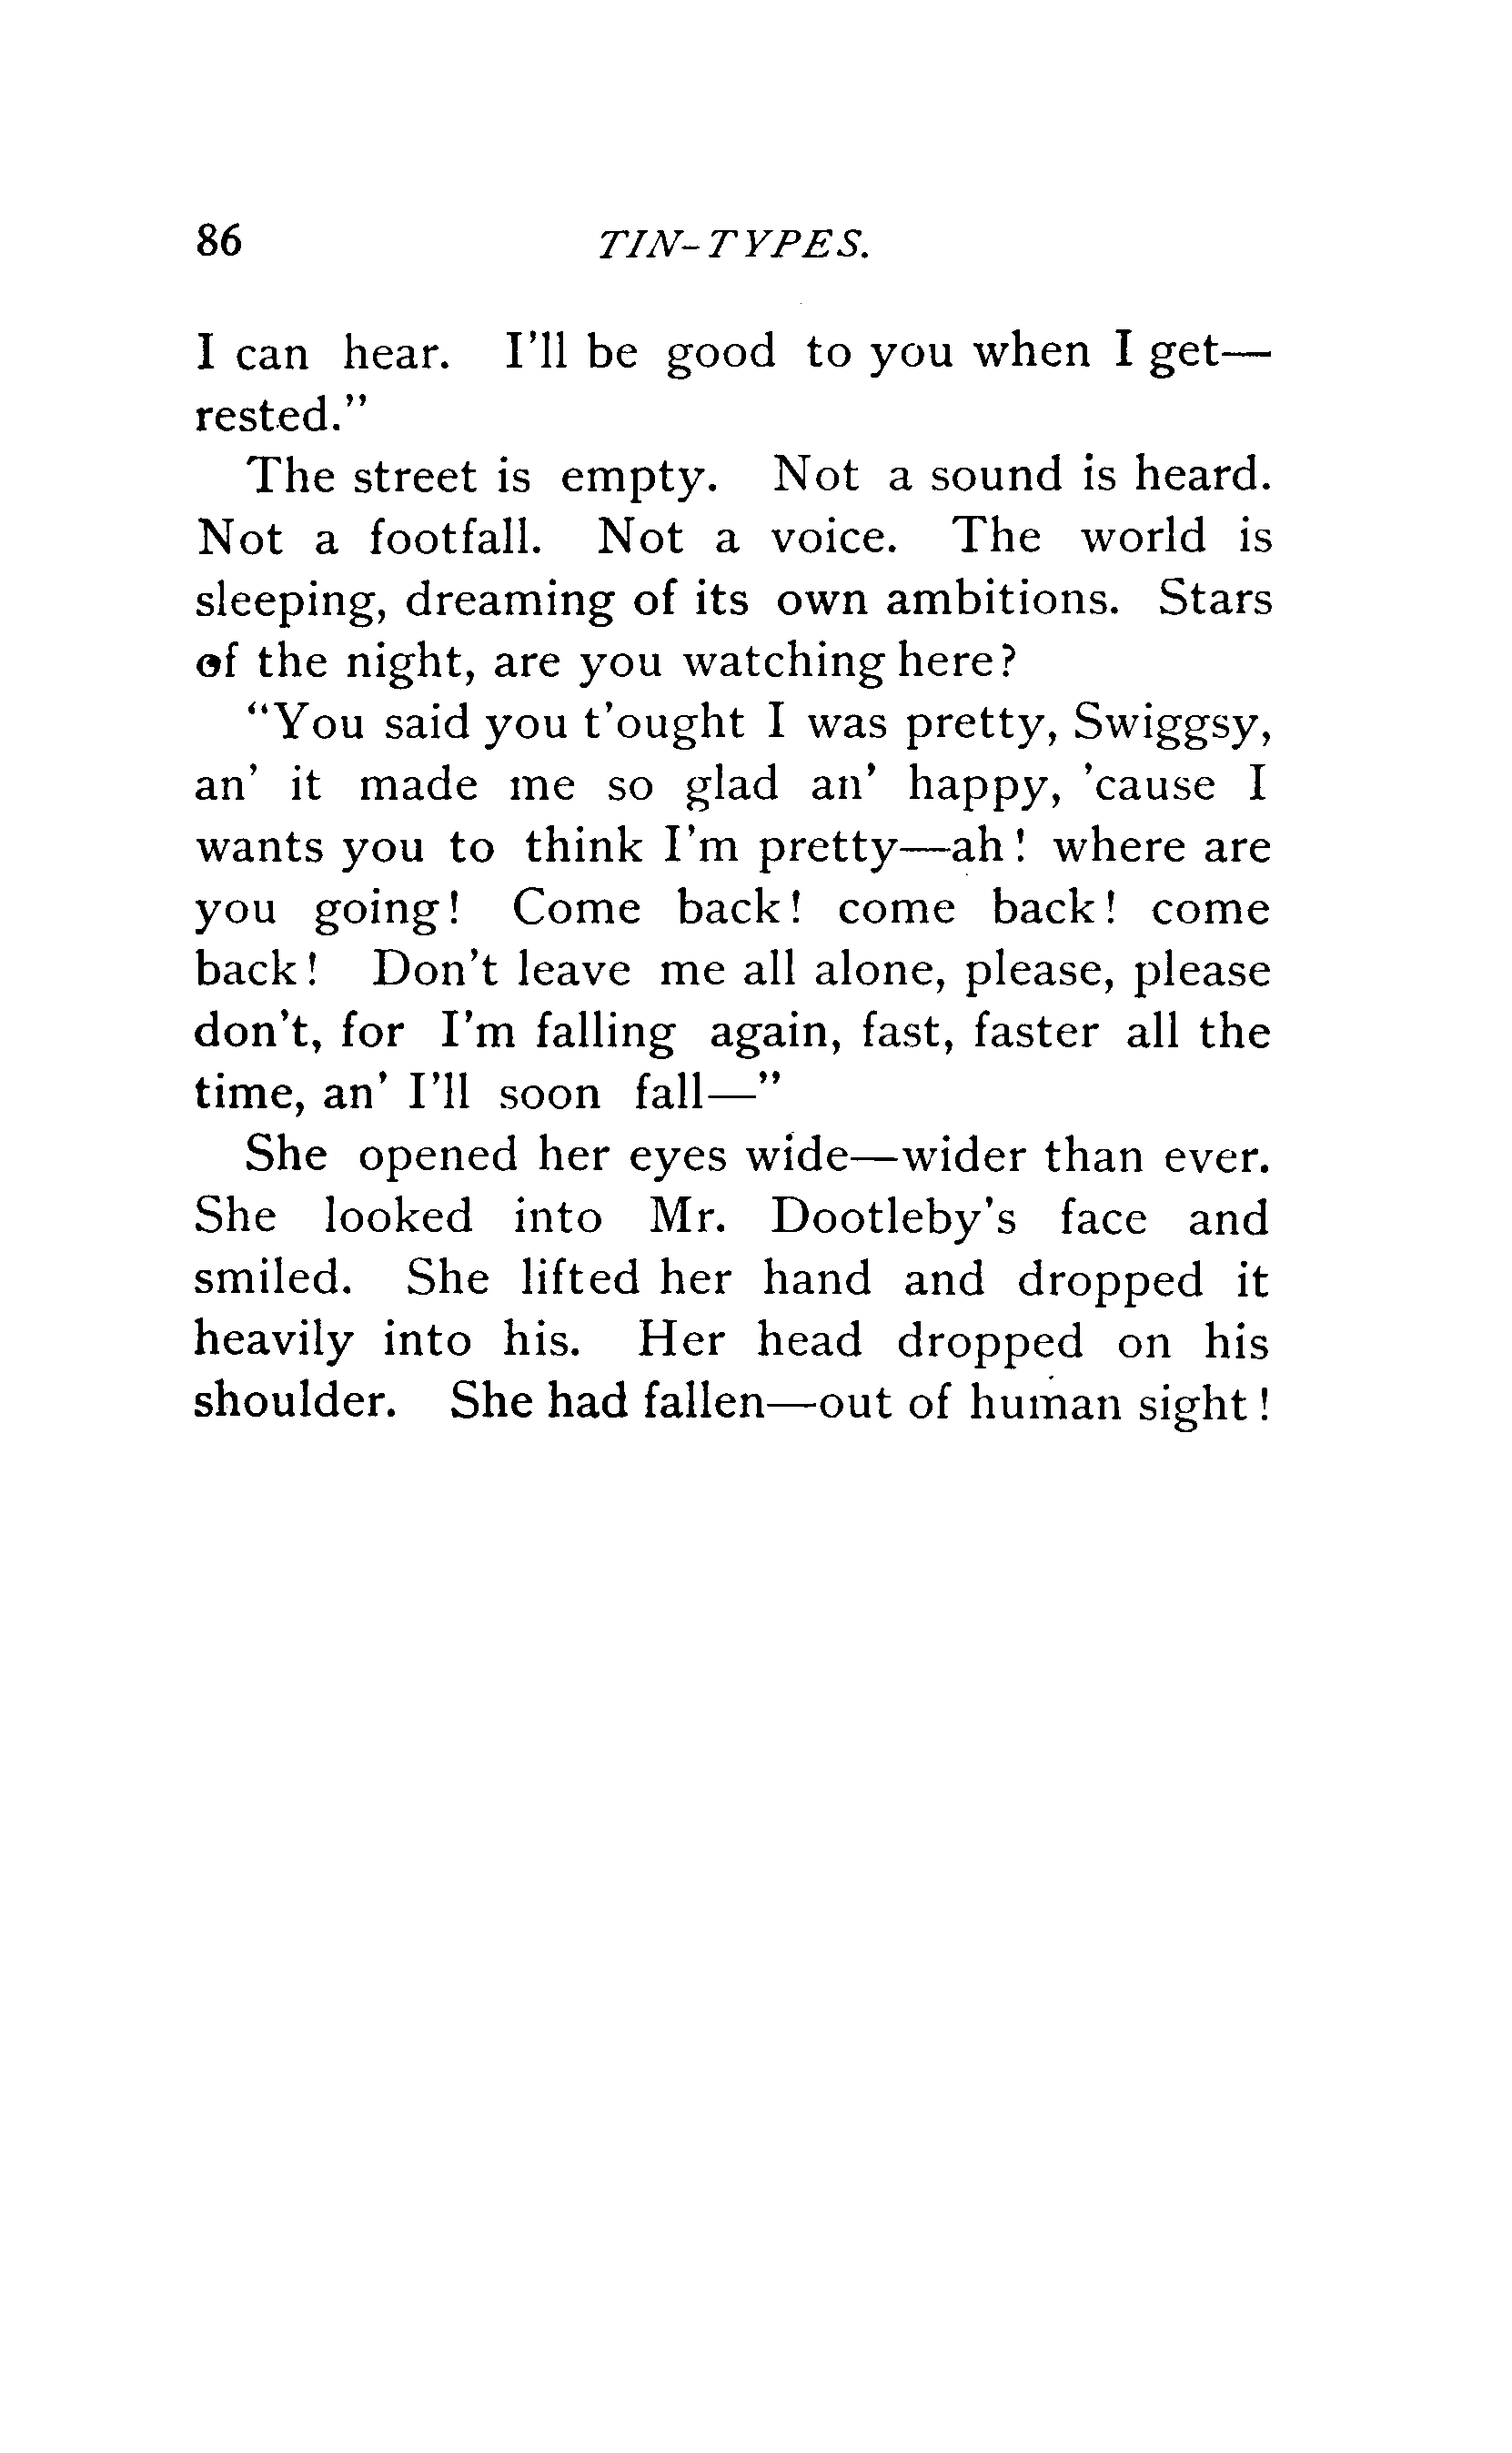 86 TIN-TYPES.
I can hear. I'll be good to you when I get—
rested."
The street is empty. Not a sound is heard.
Not a footfall. Not a voice. The world is
sleeping, dreaming of its own ambitions. Stars
of the night, are you watching here?
"You said you t'ought I was pretty, Swiggsy,
an' it made me so glad an' happy, 'cause I
wants you to think I'm pretty—ah! where are
you going! Come back! come back! come
back! Don't leave me all alone, please, please
don't, for I'm falling again, fast, faster all the
time, an' I'll soon fall—"
She opened her eyes wide—wider than ever.
She looked into Mr. Dootleby's face and
smiled. She lifted her hand and dropped it
heavily into his. Her head dropped on his
shoulder. She had fallen—out of human sight!